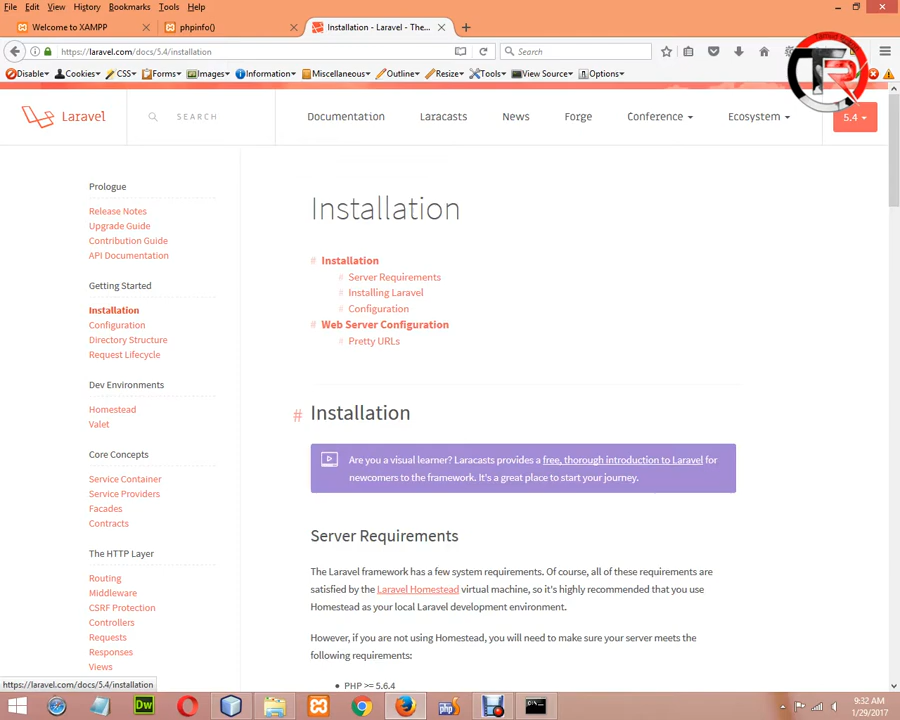 File Edit View History Bookmarks Tools Help
Welcome to XAMPP
phpinfo()
Installation - Laravel - The...
https://laravel.com/docs/5.4/installation
Search
Disable Cookies CSS Forms Images Information Miscellaneous Outline Resize Tools View Source Options
Laravel
SEARCH
Documentation
Laracasts
News
Forge
Conference
Ecosystem
5.4
Prologue
Release Notes
Upgrade Guide
Contribution Guide
API Documentation
Getting Started
Installation
Configuration
Directory Structure
Request Lifecycle
Dev Environments
Homestead
Valet
Core Concepts
Service Container
Service Providers
Facades
Contracts
The HTTP Layer
Routing
Middleware
CSRF Protection
Controllers
Requests
Responses
Views
Installation
# Installation
# Server Requirements
# Installing Laravel
# Configuration
# Web Server Configuration
# Pretty URLs
# Installation
Are you a visual learner? Laracasts provides a free, thorough introduction to Laravel for
newcomers to the framework. It's a great place to start your journey.
Server Requirements
The Laravel framework has a few system requirements. Of course, all of these requirements are
satisfied by the Laravel Homestead virtual machine, so it's highly recommended that you use
Homestead as your local Laravel development environment.
However, if you are not using Homestead, you will need to make sure your server meets the
following requirements:
• PHP >= 5.6.4
https://laravel.com/docs/5.4/installation
Dw
php
9:32 AM
1/29/2017